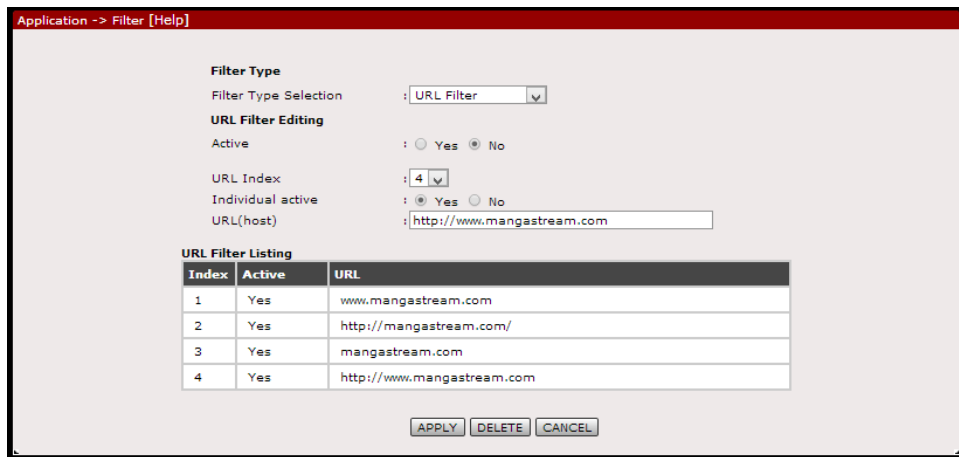 Application -> Filter [Help]
Filter Type
Filter Type Selection : URL Filter
URL Filter Editing
Active : Yes No
URL Index : 4
Individual active : Yes No
URL(host) : http://www.mangastream.com
URL Filter Listing
Index Active URL
1 Yes www.mangastream.com
2 Yes http://mangastream.com/
3 Yes mangastream.com
4 Yes http://www.mangastream.com
APPLY DELETE CANCEL